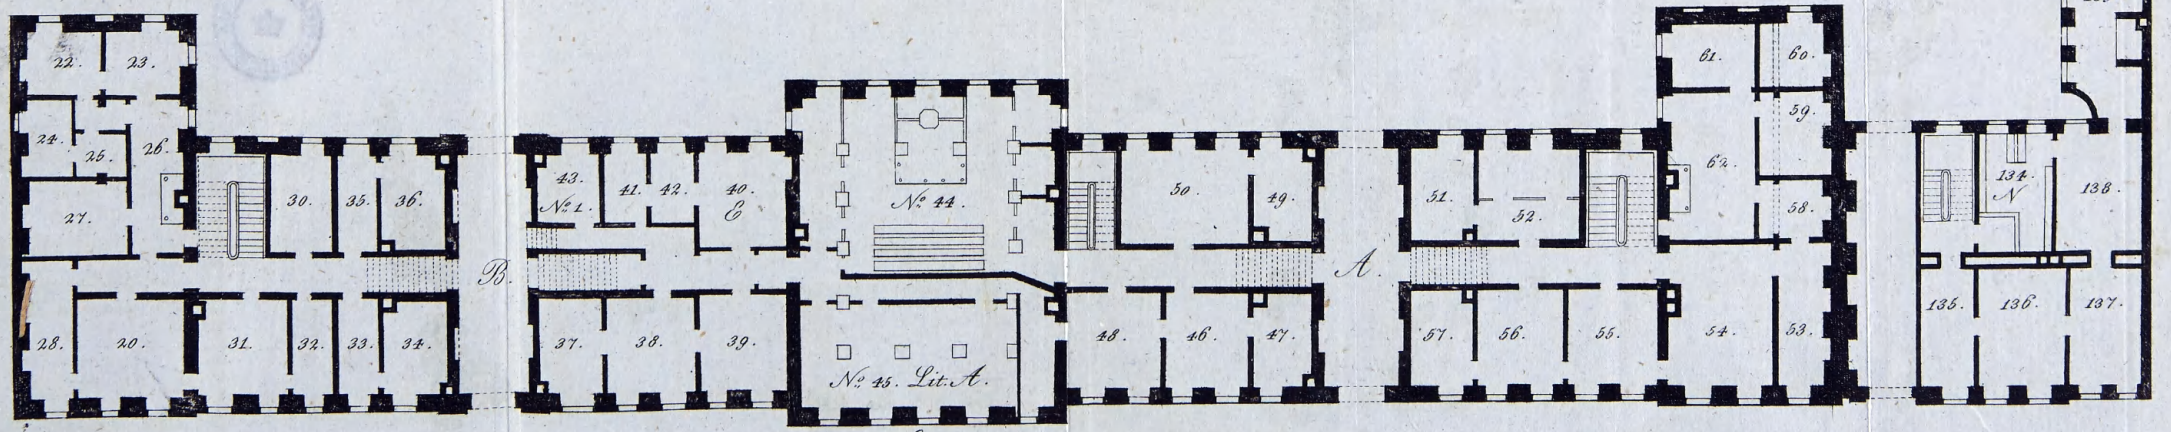 22. 23.
61. 60.
24. 25. 26.
59.
43. 41. 42. 40.
No 1. E
No 44.
50. 49.
51. 52.
62.
134.
N
138.
27. 30. 35. 36.
58.
B. A.
28. 20. 31. 32. 33. 34. 37. 38. 39.
48. 46. 47. 57. 56. 55. 54. 53.
135. 136. 137.
No 45. Lit. A.